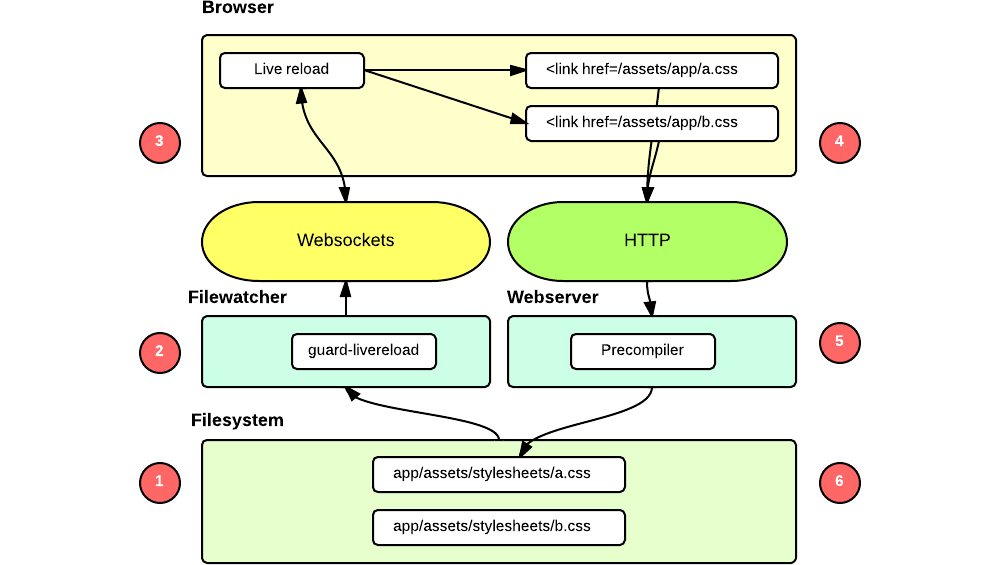 Browser
Live reload
<link href=/assets/app/a.css
<link href=/assets/app/b.css
3
4
Websockets
HTTP
Filewatcher
Webserver
guard-livereload
Precompiler
2
5
Filesystem
app/assets/stylesheets/a.css
1
6
app/assets/stylesheets/b.css